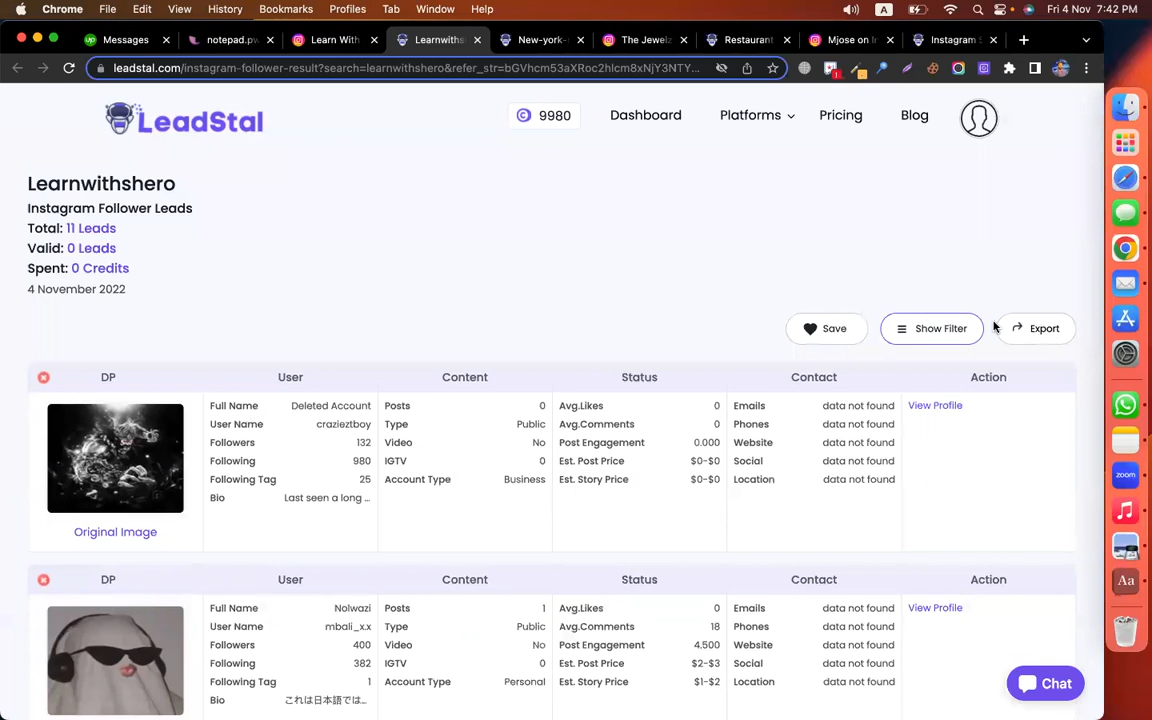 Chrome File Edit View History Bookmarks Profiles Tab Window Help A Fri 4 Nov 7:42 PM
Messages notepad.pw Learn With Learnwiths New-york- The Jewelz Restaurant Mjose on In Instagram
leadstal.com/instagram-follower-result?search=learnwithshero&refer_str=bGVhcm53aXRoc2hlcm8xNjY3NTY...
LeadStal 9980 Dashboard Platforms Pricing Blog
Learnwithshero
Instagram Follower Leads
Total: 11 Leads
Valid: 0 Leads
Spent: 0 Credits
4 November 2022
Save Show Filter Export
DP User Content Status Contact Action
Full Name Deleted Account Posts 0 Avg.Likes 0 Emails data not found View Profile
User Name crazieztboy Type Public Avg.Comments 0 Phones data not found
Followers 132 Video No Post Engagement 0.000 Website data not found
Following 980 IGTV 0 Est. Post Price $0-$0 Social data not found
Following Tag 25 Account Type Business Est. Story Price $0-$0 Location data not found
Bio Last seen a long ...
Original Image
DP User Content Status Contact Action
Full Name Nolwazi Posts 1 Avg.Likes 0 Emails data not found View Profile
User Name mbali_x.x Type Public Avg.Comments 18 Phones data not found
Followers 400 Video No Post Engagement 4,500 Website data not found
Following 382 IGTV 0 Est. Post Price $2-$3 Social data not found
Following Tag 1 Account Type Personal Est. Story Price $1-$2 Location data not found
Bio これは日本語では...
Chat
zoom
Aa